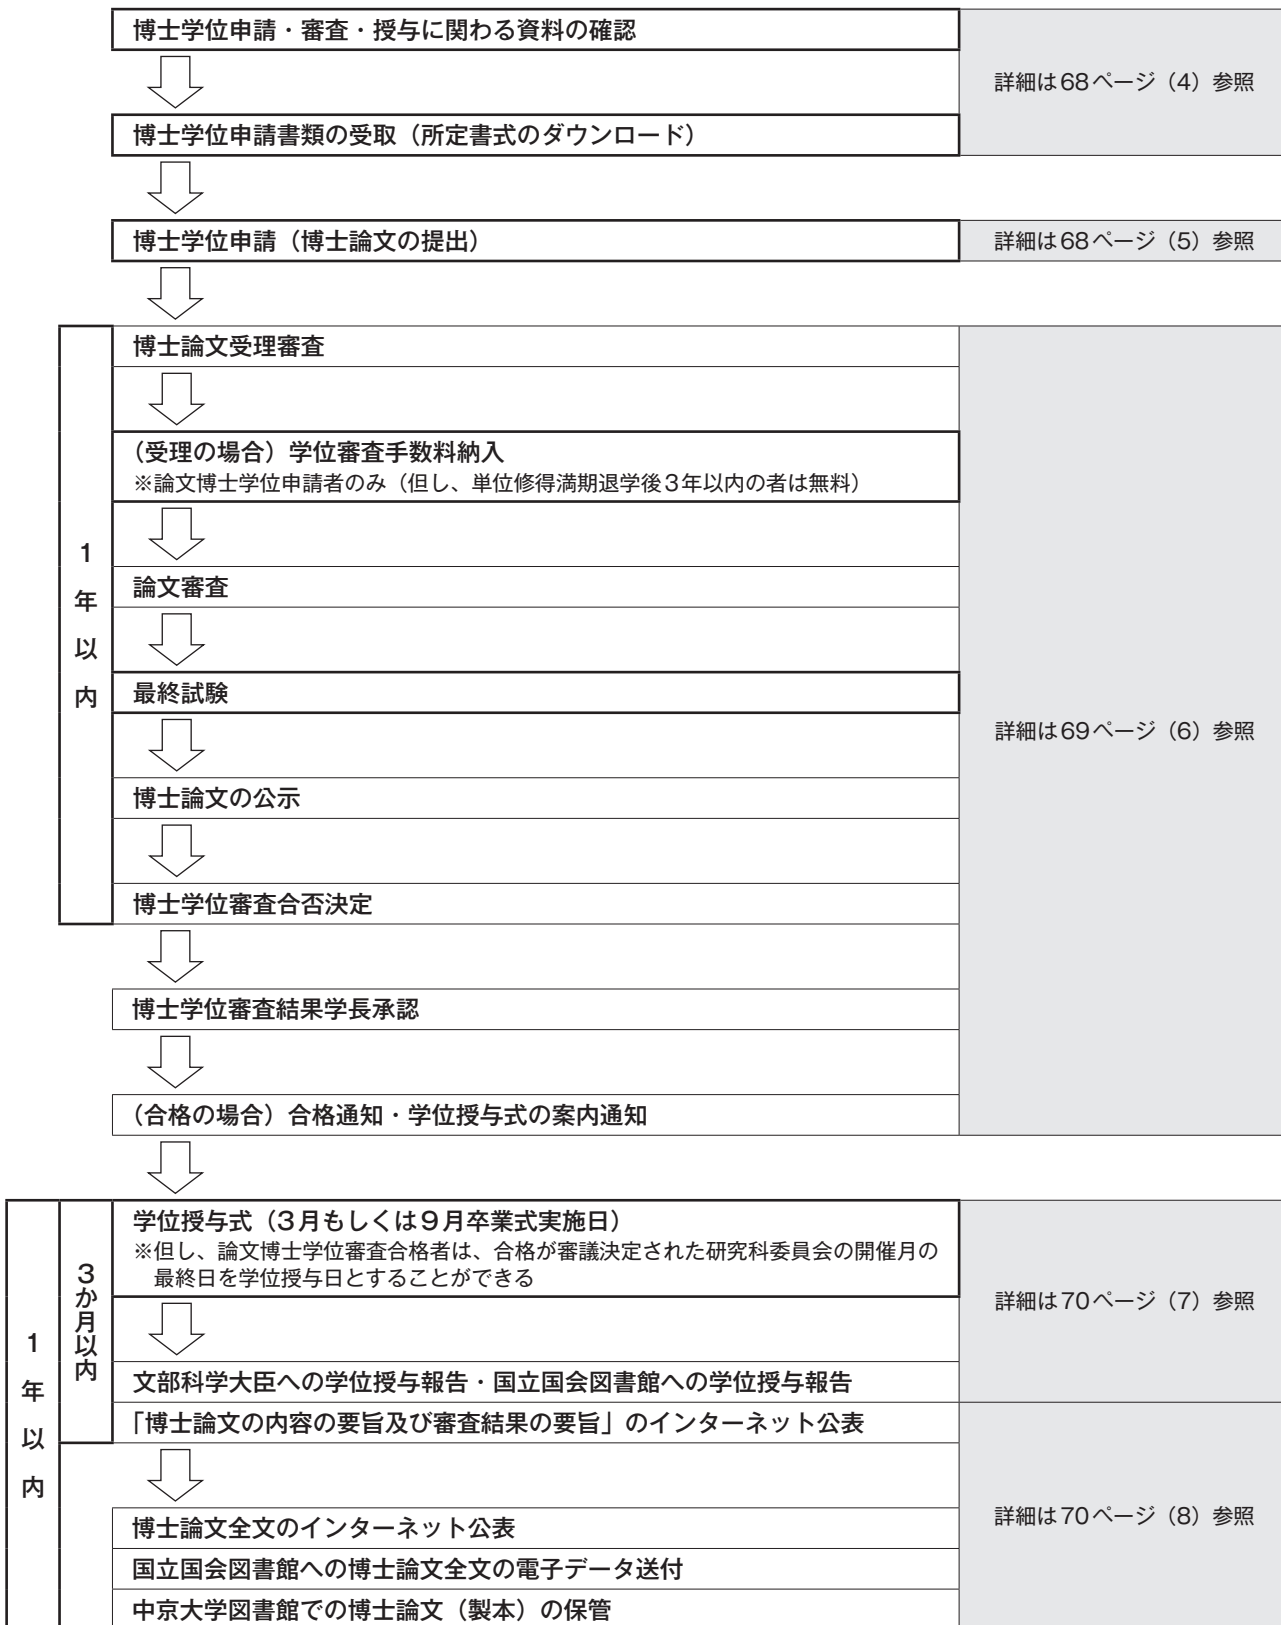 博士学位申請・審査・授与に関わる資料の確認
詳細は68ページ（4）参照
博士学位申請書類の受取（所定書式のダウンロード）
博士学位申請（博士論文の提出）
詳細は68ページ（5）参照
1年以内
博士論文受理審査
（受理の場合）学位審査手数料納入
※論文博士学位申請者のみ（但し、単位修得満期退学後3年以内の者は無料）
論文審査
最終試験
詳細は69ページ（6）参照
博士論文の公示
博士学位審査合否決定
博士学位審査結果学長承認
（合格の場合）合格通知・学位授与式の案内通知
1年以内
3か月以内
学位授与式（3月もしくは9月卒業式実施日）
※但し、論文博士学位審査合格者は、合格が審議決定された研究科委員会の開催月の
最終日を学位授与日とすることができる
詳細は70ページ（7）参照
文部科学大臣への学位授与報告・国立国会図書館への学位授与報告
「博士論文の内容の要旨及び審査結果の要旨」のインターネット公表
詳細は70ページ（8）参照
博士論文全文のインターネット公表
国立国会図書館への博士論文全文の電子データ送付
中京大学図書館での博士論文（製本）の保管